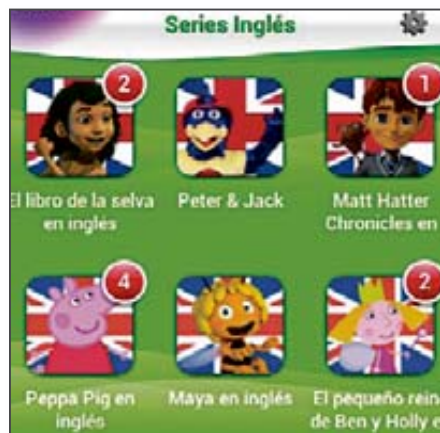 Series Inglés
2
1
El libro de la selva
en inglés
Peter & Jack
Matt Hatter
Chronicles en
4
2
Peppa Pig en
inglés
Maya en inglés
El pequeño rein
de Ben y Holly e